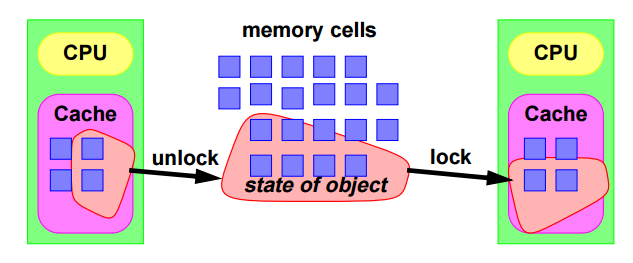 memory cells
CPU
Cache
unlock
state of object
lock
CPU
Cache